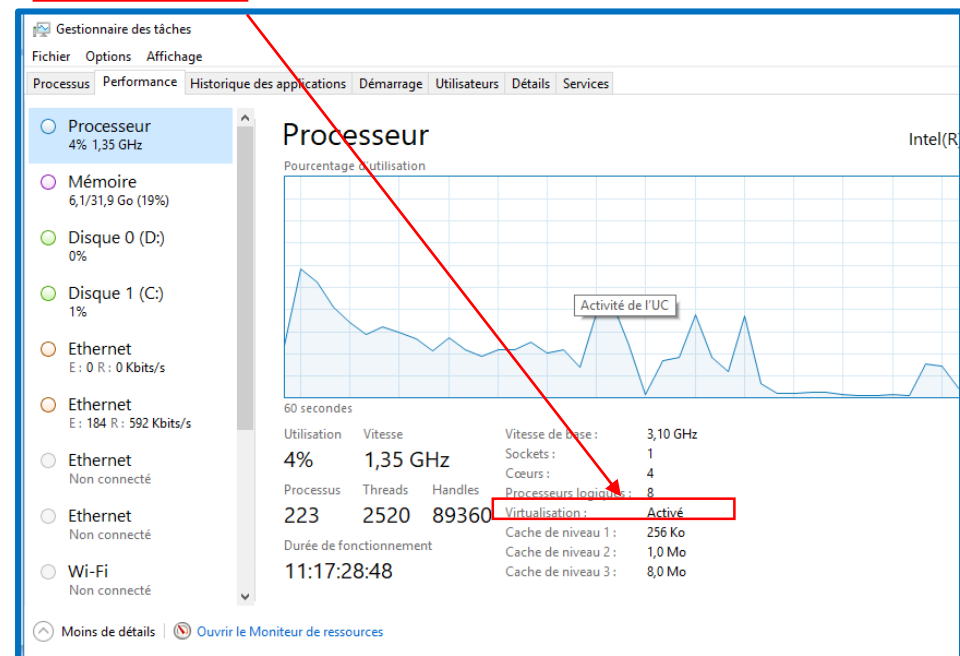 Gestionnaire des tâches
Fichier Options Affichage
Processus Performance Historique des applications Démarrage Utilisateurs Détails Services
Processeur
4% 1,35 GHz
Mémoire
6,1/31,9 Go (19%)
Disque 0 (D:)
0%
Disque 1 (C:)
1%
Ethernet
E : 0 R : 0 Kbits/s
Ethernet
E : 184 R : 592 Kbits/s
Ethernet
Non connecté
Ethernet
Non connecté
Wi-Fi
Non connecté
Processeur
Intel(R)
Pourcentage d'utilisation
Activité de l'UC
60 secondes
Utilisation Vitesse
4% 1,35 GHz
Processus Threads Handles
223 2520 89360
Durée de fonctionnement
11:17:28:48
Vitesse de base : 3,10 GHz
Sockets : 1
Cœurs : 4
Processeurs logiques : 8
Virtualisation : Activé
Cache de niveau 1 : 256 Ko
Cache de niveau 2 : 1,0 Mo
Cache de niveau 3 : 8,0 Mo
Moins de détails Ouvrir le Moniteur de ressources